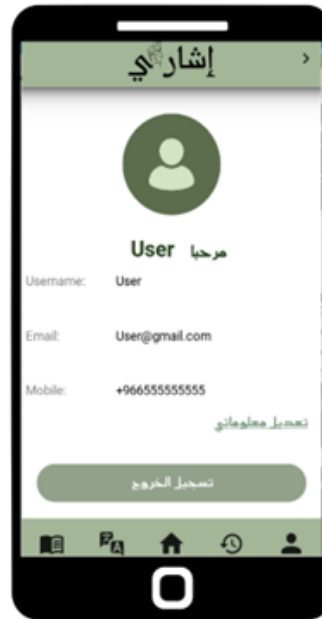 إشارتي
مرحبا User
Username: User
Email: User@gmail.com
Mobile: +966555555555
تعديل معلوماتي
تسجيل الخروج